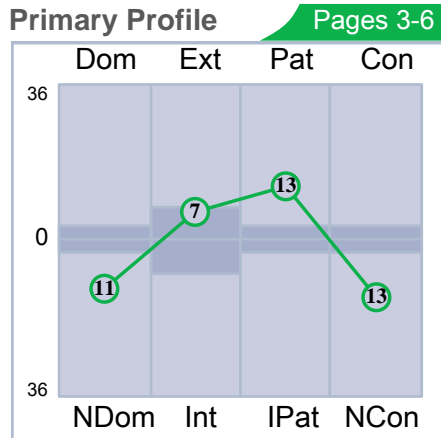 Primary Profile Pages 3-6
Dom Ext Pat Con
36
13
7
0
11
13
36
NDom Int IPat NCon